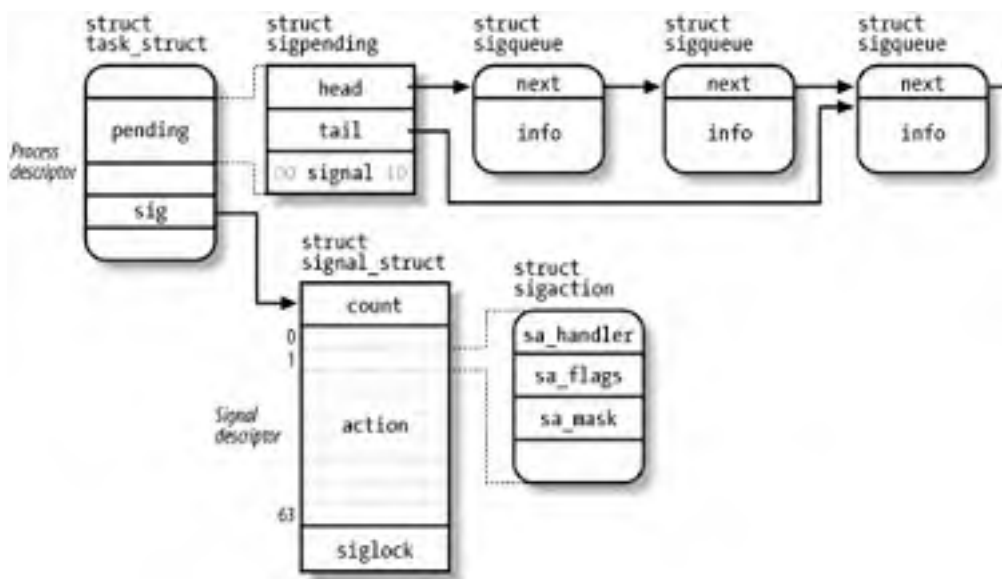 struct
task_struct
struct
sigpending
struct
sigqueue
struct
sigqueue
struct
sigqueue
head
next
next
next
pending
tail
info
info
info
Process
descriptor
signal
sig
struct
signal_struct
struct
sigaction
count
0
1
sa_handler
sa_flags
Signal
descriptor
action
sa_mask
63
siglock